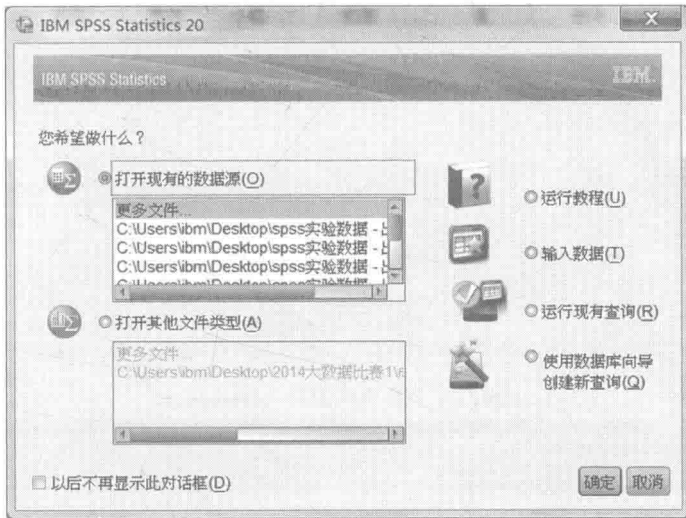 IBM SPSS Statistics 20
IBM SPSS Statistics
IBM.
您希望做什么?
打开现有的数据源(O)
更多文件...
C:\Users\ibm\Desktop\spss实验数据 -
C:\Users\ibm\Desktop\spss实验数据 -
C:\Users\ibm\Desktop\spss实验数据 -
打开其他文件类型(A)
更多文件...
C:\Users\ibm\Desktop\2014大数据比赛1\
运行教程(U)
输入数据(T)
运行现有查询(R)
使用数据库向导
创建新查询(Q)
以后不再显示此对话框(D)
确定
取消